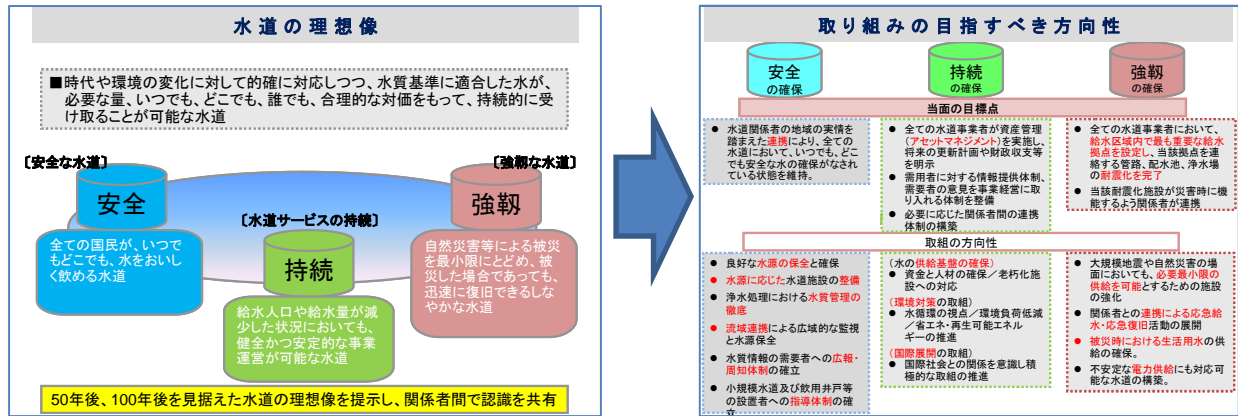 水道の理想像
■時代や環境の変化に対して的確に対応しつつ、水質基準に適合した水が、
必要な量、いつでも、どこでも、誰でも、合理的な対価をもって、持続的に受
け取ることが可能な水道
〔安全な水道〕
安全
全ての国民が、いつで
もどこでも、水をおいし
く飲める水道
〔水道サービスの持続〕
持続
給水人口や給水量が減
少した状況においても、
健全かつ安定的な事業
運営が可能な水道
〔強靭な水道〕
強靭
自然災害等による被災
を最小限にとどめ、被
災した場合であっても、
迅速に復旧できるしな
やかな水道
50年後、100年後を見据えた水道の理想像を提示し、関係者間で認識を共有
取り組みの目指すべき方向性
安全
の確保
持続
の確保
強靭
の確保
当面の目標点
● 水道関係者の地域の実情を
踏まえた連携により、全ての
水道において、いつでも、どこ
でも安全な水の確保がなさ
れている状態を維持。
● 全ての水道事業者が資産管理
(アセットマネジメント)を実施し、
将来の更新計画や財政収支等
を明示
● 需用者に対する情報提供体制、
需要者の意見を事業経営に取
り入れる体制を整備
● 必要に応じた関係者間の連携
体制の構築
● 全ての水道事業者において、
給水区域内で最も重要な給水
拠点を設定し、当該拠点を連
絡する管路、配水池、浄水場
の耐震化を完了
● 当該耐震化施設が災害時に機
能するよう関係者が連携
取組の方向性
● 良好な水源の保全と確保
● 水源に応じた水道施設の整備
● 浄水処理における水質管理の
徹底
● 流域連携による広域的な監視
と水源保全
● 水質情報の需要者への広報・
周知体制の確立
● 小規模水道及び飲用井戸等
の設置者への指導体制の確
立
(水の供給基盤の確保)
● 資金と人材の確保/老朽化施
設への対応
(環境対策の取組)
● 水循環の視点/環境負荷低減
/省エネ・再生可能エネル
ギーの推進
(国際展開の取組)
● 国際社会との関係を意識し積
極的な取組の推進
● 大規模地震や自然災害の場
面においても、必要最小限の
供給を可能とするための施設
の強化
● 関係者との連携による応急給
水・応急復旧活動の展開
● 被災時における生活用水の供
給の確保。
● 不安定な電力供給にも対応可
能な水道の構築。